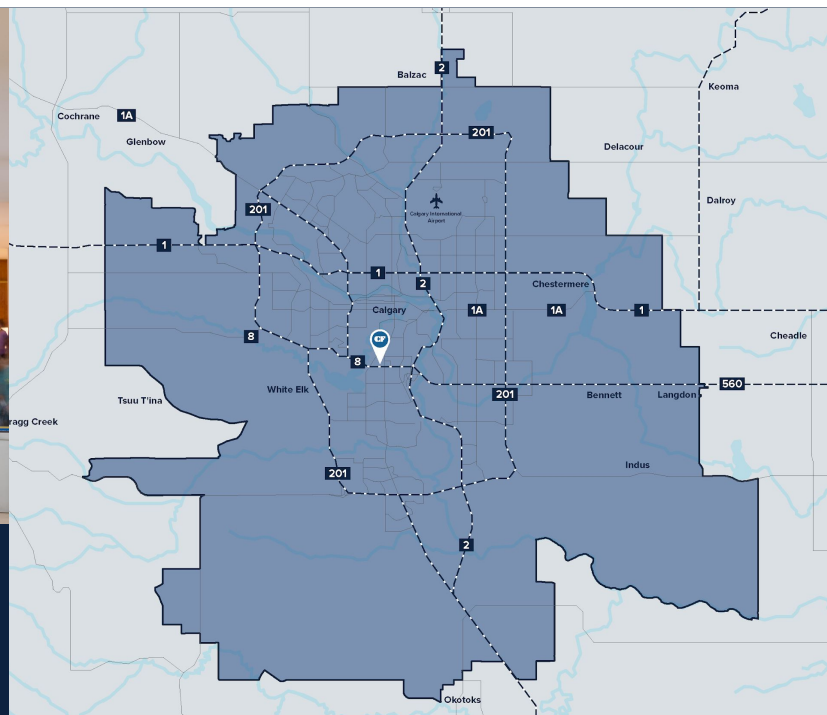 2
Balzac
Keoma
Cochrane
1A
201
Glenbow
Delacour
201
Dalroy
Calgary International
Airport
1
1
2
Chestermere
Calgary
1A
1A
1
8
Cheadle
8
560
White Elk
201
Bennett
Langdon
Tsuu T'ina
ragg Creek
Indus
201
2
Okotoks